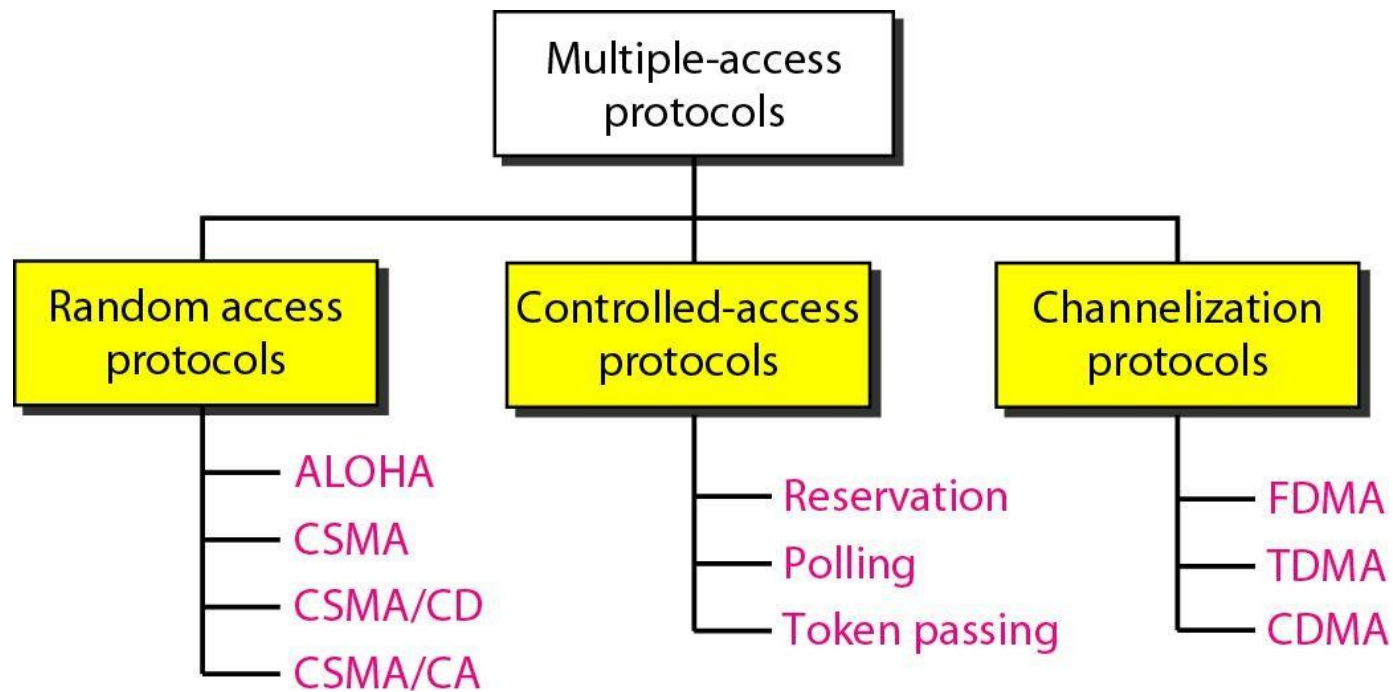 Multiple-access
protocols
Random access
protocols
Controlled-access
protocols
Channelization
protocols
ALOHA
CSMA
CSMA/CD
CSMA/CA
Reservation
Polling
Token passing
FDMA
TDMA
CDMA